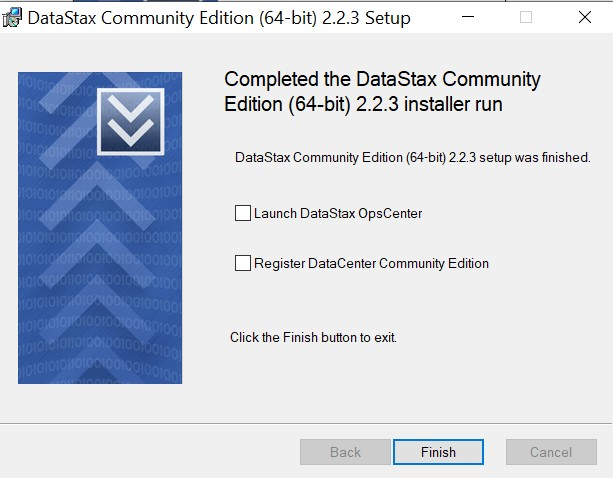 DataStax Community Edition (64-bit) 2.2.3 Setup
Completed the DataStax Community
Edition (64-bit) 2.2.3 installer run
DataStax Community Edition (64-bit) 2.2.3 setup was finished.
Launch DataStax OpsCenter
Register DataCenter Community Edition
Click the Finish button to exit.
Back
Finish
Cancel